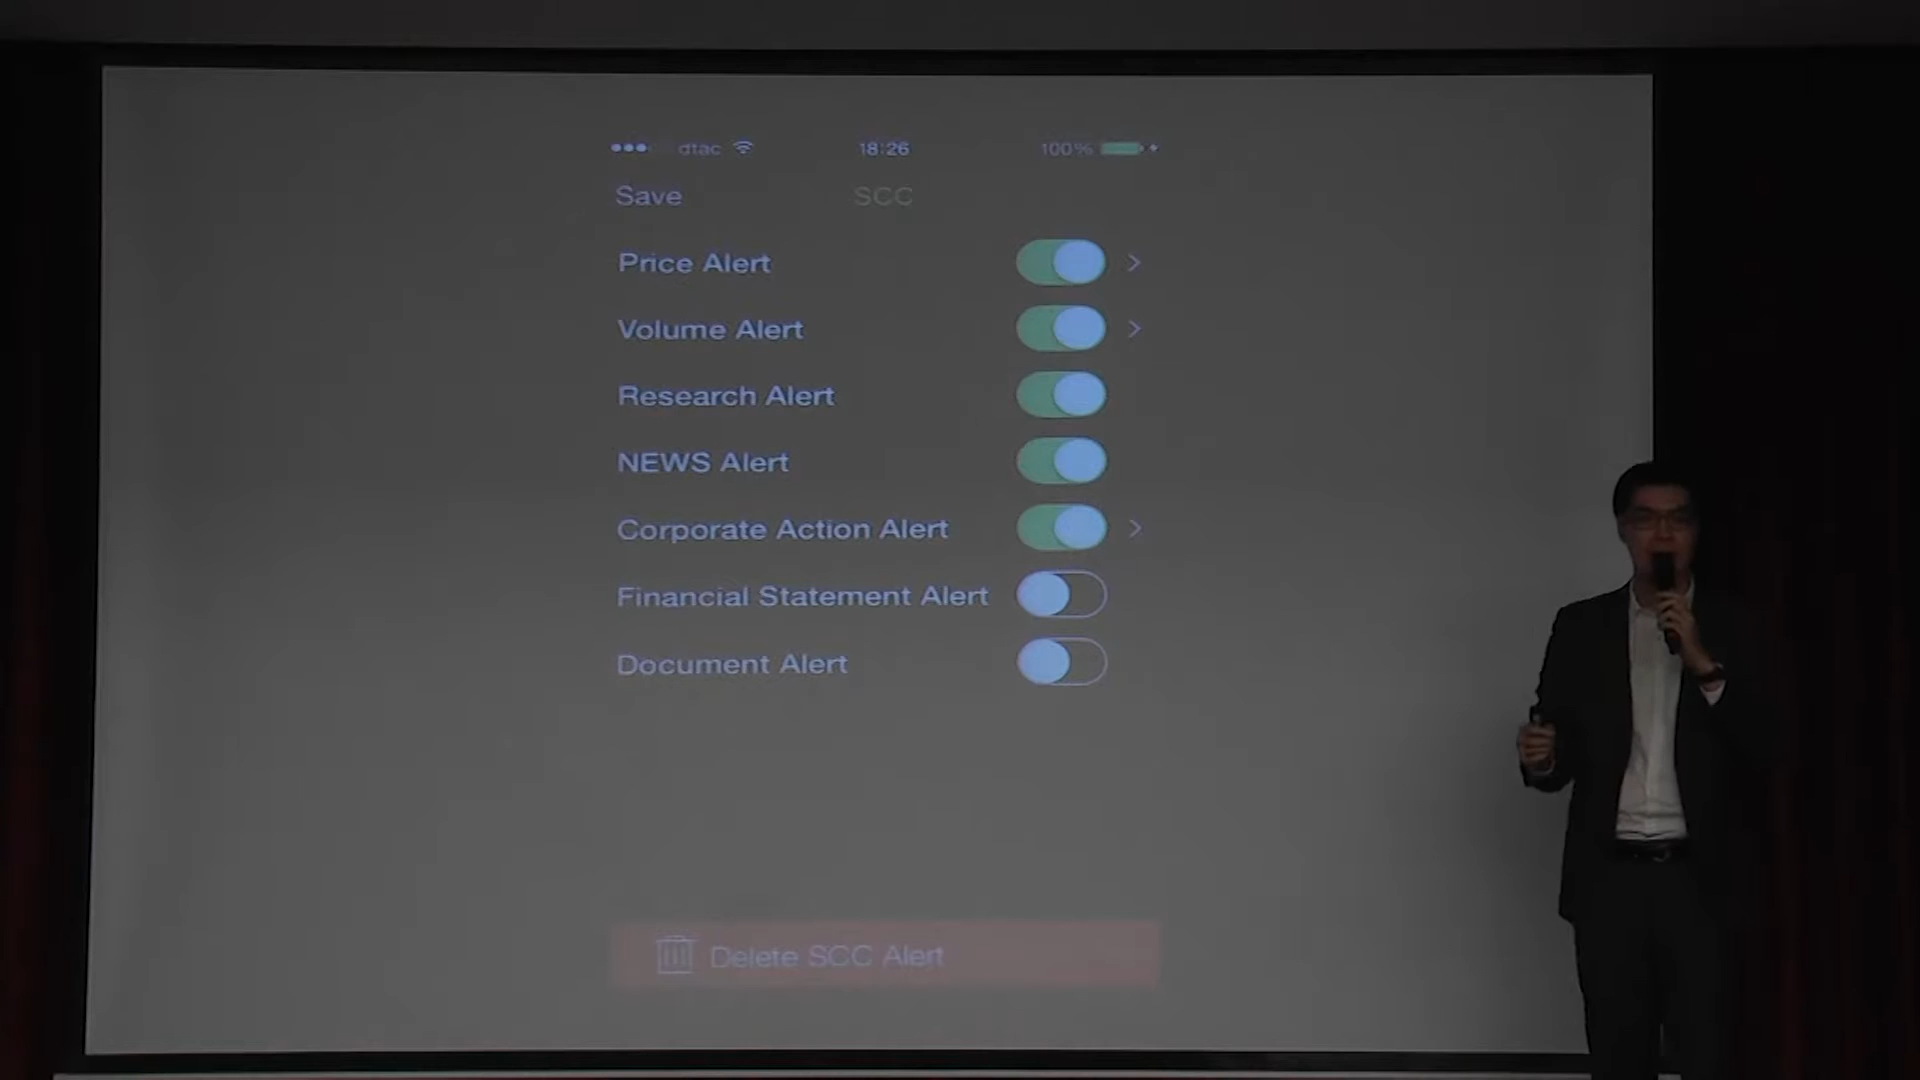 dtac 18:26 100%
Save SCC
Price Alert
Volume Alert
Research Alert
NEWS Alert
Corporate Action Alert
Financial Statement Alert
Document Alert
Delete SCC Alert